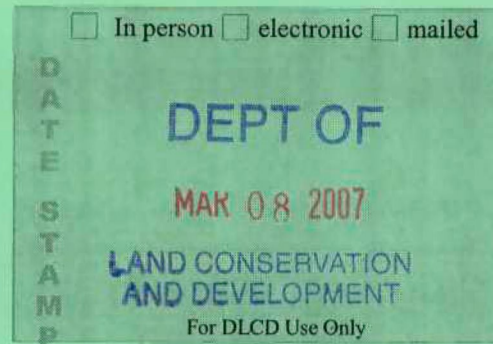 ☐ In person ☐ electronic ☐ mailed
DATE STAMP
DEPT OF
MAR 08 2007
LAND CONSERVATION
AND DEVELOPMENT
For DLCD Use Only